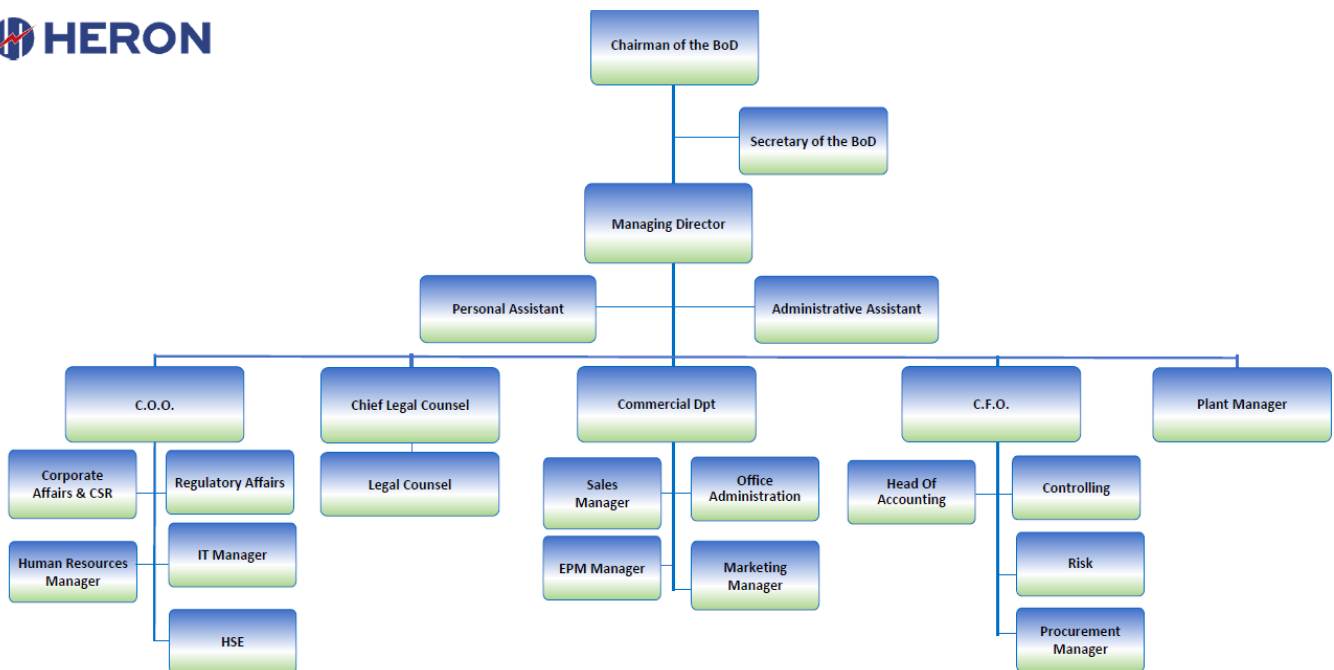 HERON
Chairman of the BoD
Secretary of the BoD
Managing Director
Personal Assistant
Administrative Assistant
C.O.O.
Chief Legal Counsel
Commercial Dpt
C.F.O.
Plant Manager
Corporate
Affairs & CSR
Regulatory Affairs
Human Resources
Manager
IT Manager
HSE
Legal Counsel
Sales
Manager
Office
Administration
EPM Manager
Marketing
Manager
Head Of
Accounting
Controlling
Risk
Procurement
Manager